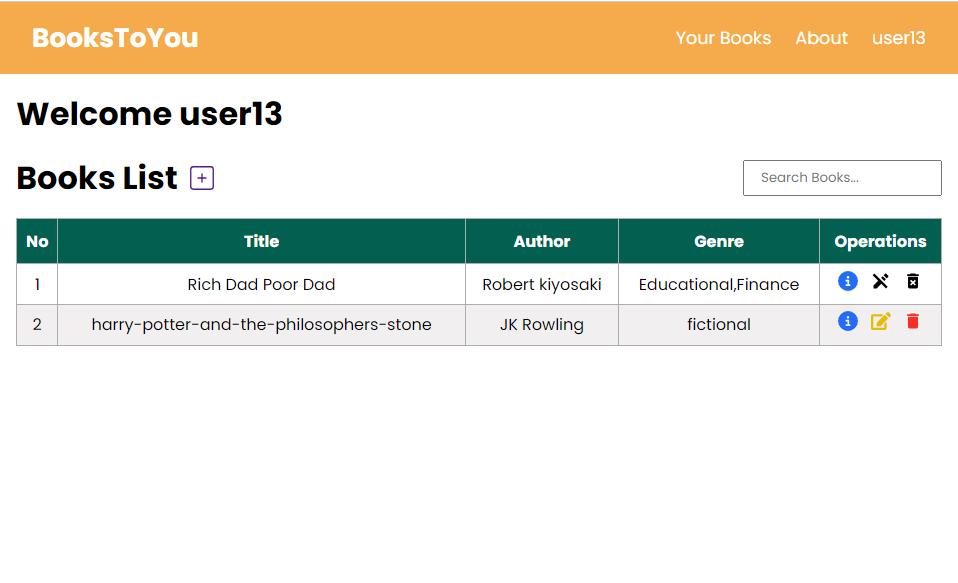 BooksToYou Your Books About user13
Welcome user13
Books List
Search Books...
No Title Author Genre Operations
1 Rich Dad Poor Dad Robert kiyosaki Educational,Finance
2 harry-potter-and-the-philosophers-stone JK Rowling fictional